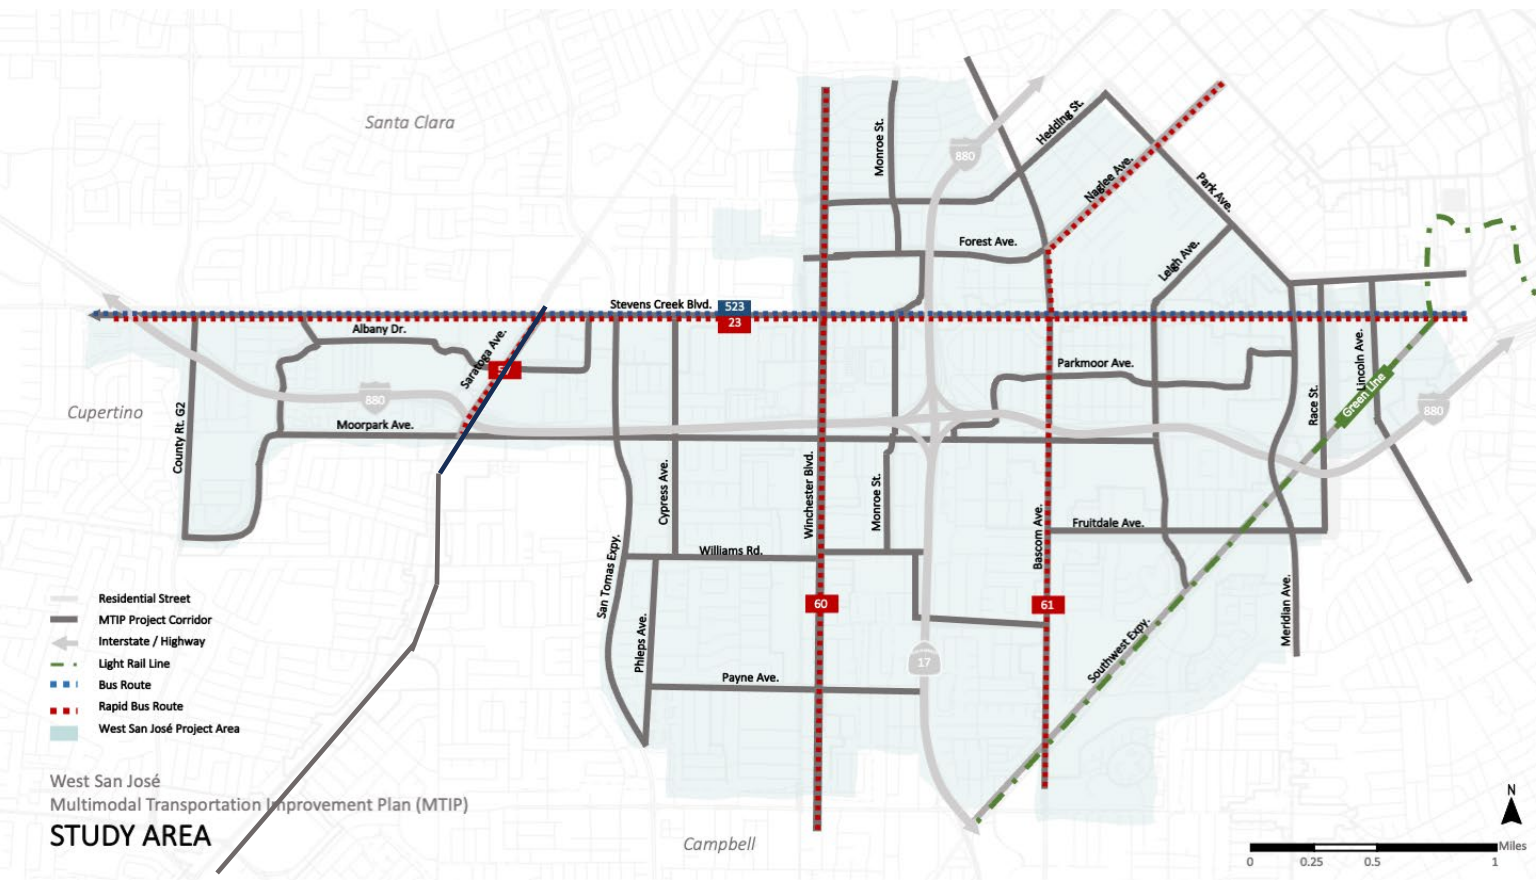 Santa Clara
Monroe St.
880
Hedding St.
Naglee Ave.
Park Ave.
Forest Ave.
Leigh Ave.
Stevens Creek Blvd.
523
23
Albany Dr.
Saratoga Ave.
Parkmoor Ave.
Lincoln Ave.
Green Line
880
Cupertino
880
Race St.
County Rt. G2
Moorpark Ave.
Cypress Ave.
Winchester Blvd.
Monroe St.
Bascom Ave.
Fruitdale Ave.
Williams Rd.
San Tomas Expy.
60
61
Meridian Ave.
Phleps Ave.
Southwest Expy.
17
Payne Ave.
Residential Street
MTIP Project Corridor
Interstate / Highway
Light Rail Line
Bus Route
Rapid Bus Route
West San José Project Area
West San José
Multimodal Transportation Improvement Plan (MTIP)
STUDY AREA
Campbell
N
Miles
0 0.25 0.5 1